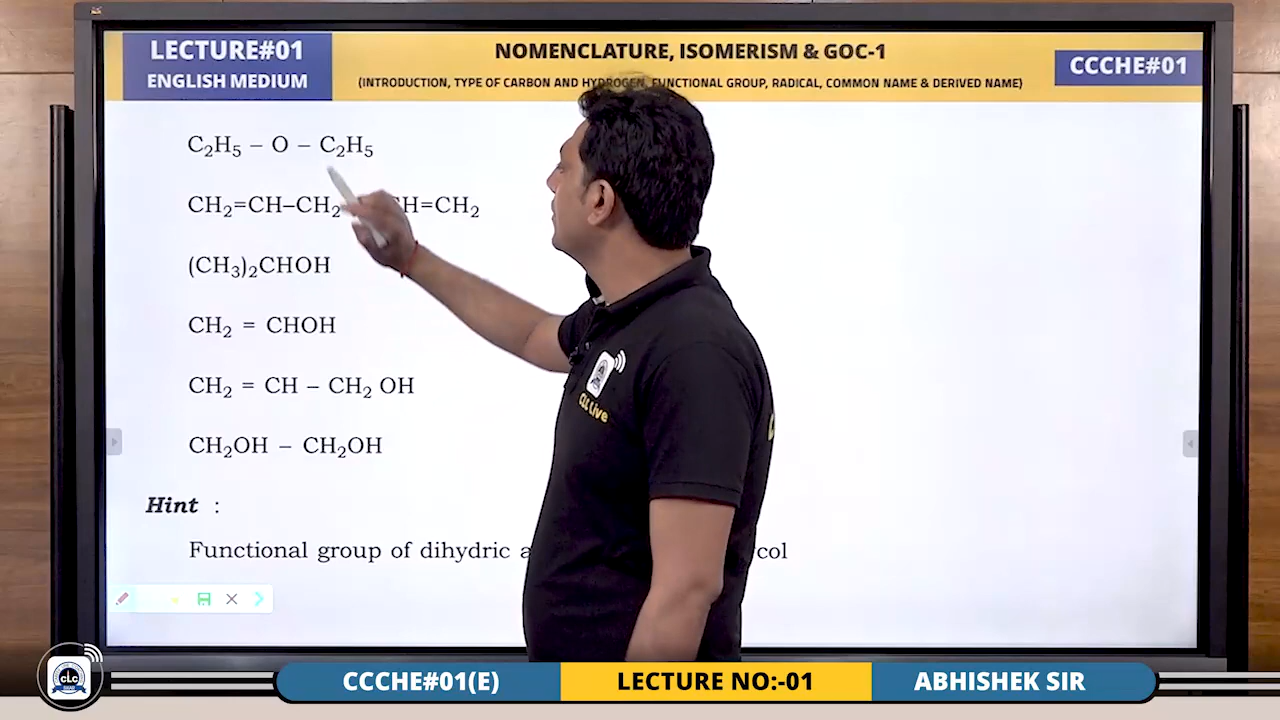 LECTURE#01
ENGLISH MEDIUM
NOMENCLATURE, ISOMERISM & GOC-1
(INTRODUCTION, TYPE OF CARBON AND HYDROGEN, FUNCTIONAL GROUP, RADICAL, COMMON NAME & DERIVED NAME)
CCCHE#01
C₂H₅ – O – C₂H₅
CH₂=CH–CH₂ CH=CH₂
(CH₃)₂CHOH
CH₂ = CHOH
CH₂ = CH – CH₂ OH
CH₂OH – CH₂OH
Hint :
Functional group of dihydric
CLC Live
CLC
CCCHE#01(E)
LECTURE NO:-01
ABHISHEK SIR